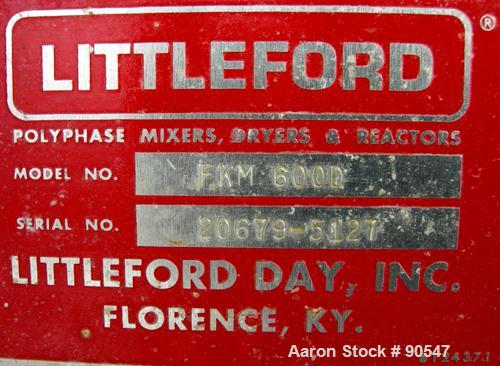 LITTLEFORD ®
POLYPHASE MIXERS, DRYERS & REACTORS
MODEL NO. FKM 600D
SERIAL NO. 20679-5127
LITTLEFORD DAY, INC.
FLORENCE, KY.
Aaron Stock # 90547